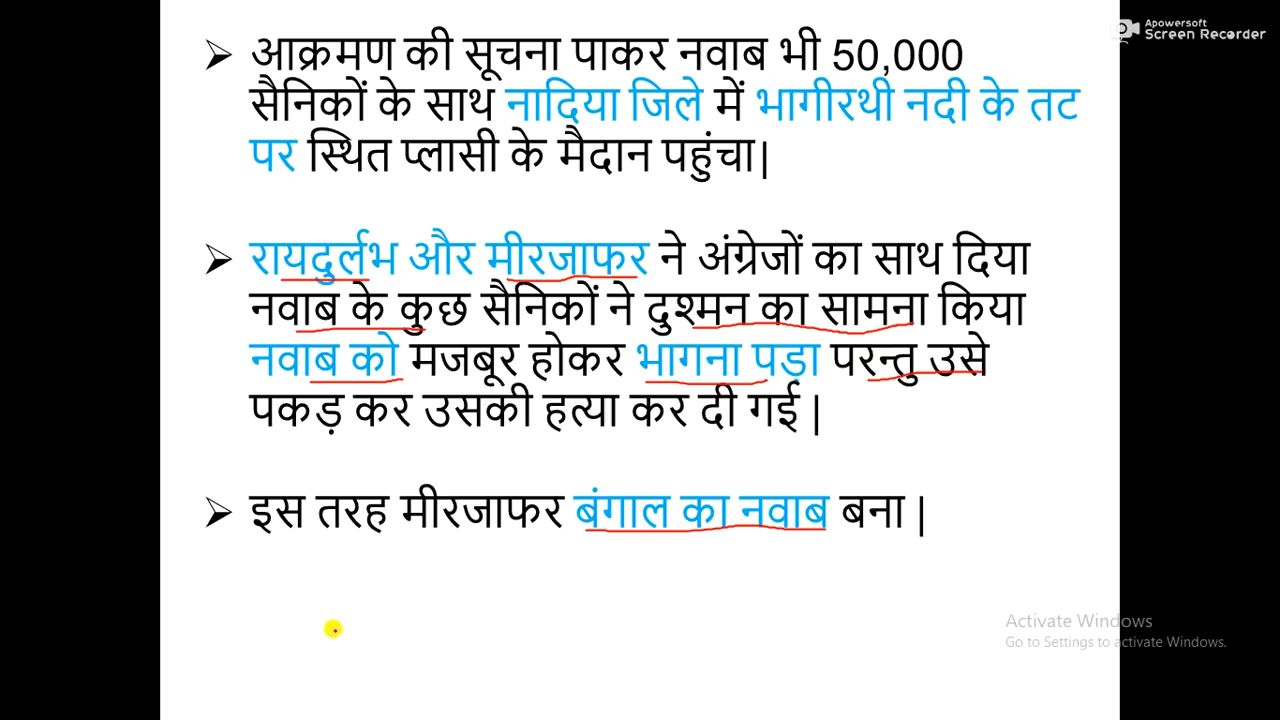 Apowersoft
Screen Recorder
➢ आक्रमण की सूचना पाकर नवाब भी 50,000
सैनिकों के साथ नादिया जिले में भागीरथी नदी के तट
पर स्थित प्लासी के मैदान पहुंचा|
➢ रायदुर्लभ और मीरजाफर ने अंग्रेजों का साथ दिया
नवाब के कुछ सैनिकों ने दुश्मन का सामना किया
नवाब को मजबूर होकर भागना पड़ा परन्तु उसे
पकड़ कर उसकी हत्या कर दी गई |
➢ इस तरह मीरजाफर बंगाल का नवाब बना |
Activate Windows
Go to Settings to activate Windows.